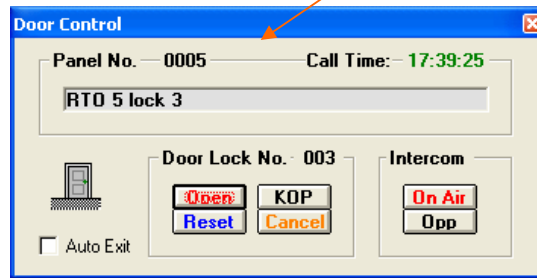 Door Control
Panel No. 0005 Call Time: 17:39:25
RTO 5 lock 3
Door Lock No. 003 Intercom
Open KOP On Air
Reset Cancel Opp
Auto Exit